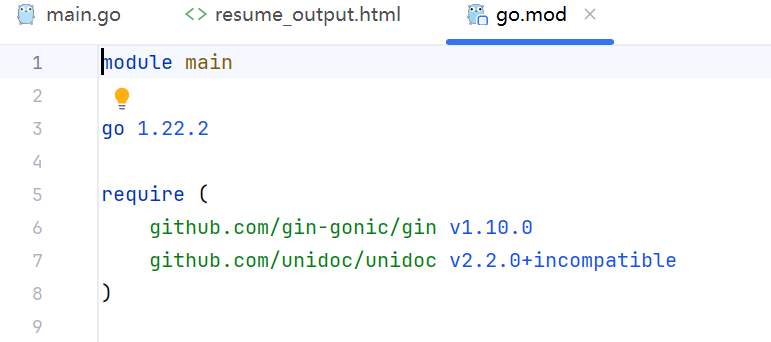 main.go <> resume_output.html go.mod ×
1 module main
2
3 go 1.22.2
4
5 require (
6 github.com/gin-gonic/gin v1.10.0
7 github.com/unidoc/unidoc v2.2.0+incompatible
8 )
9